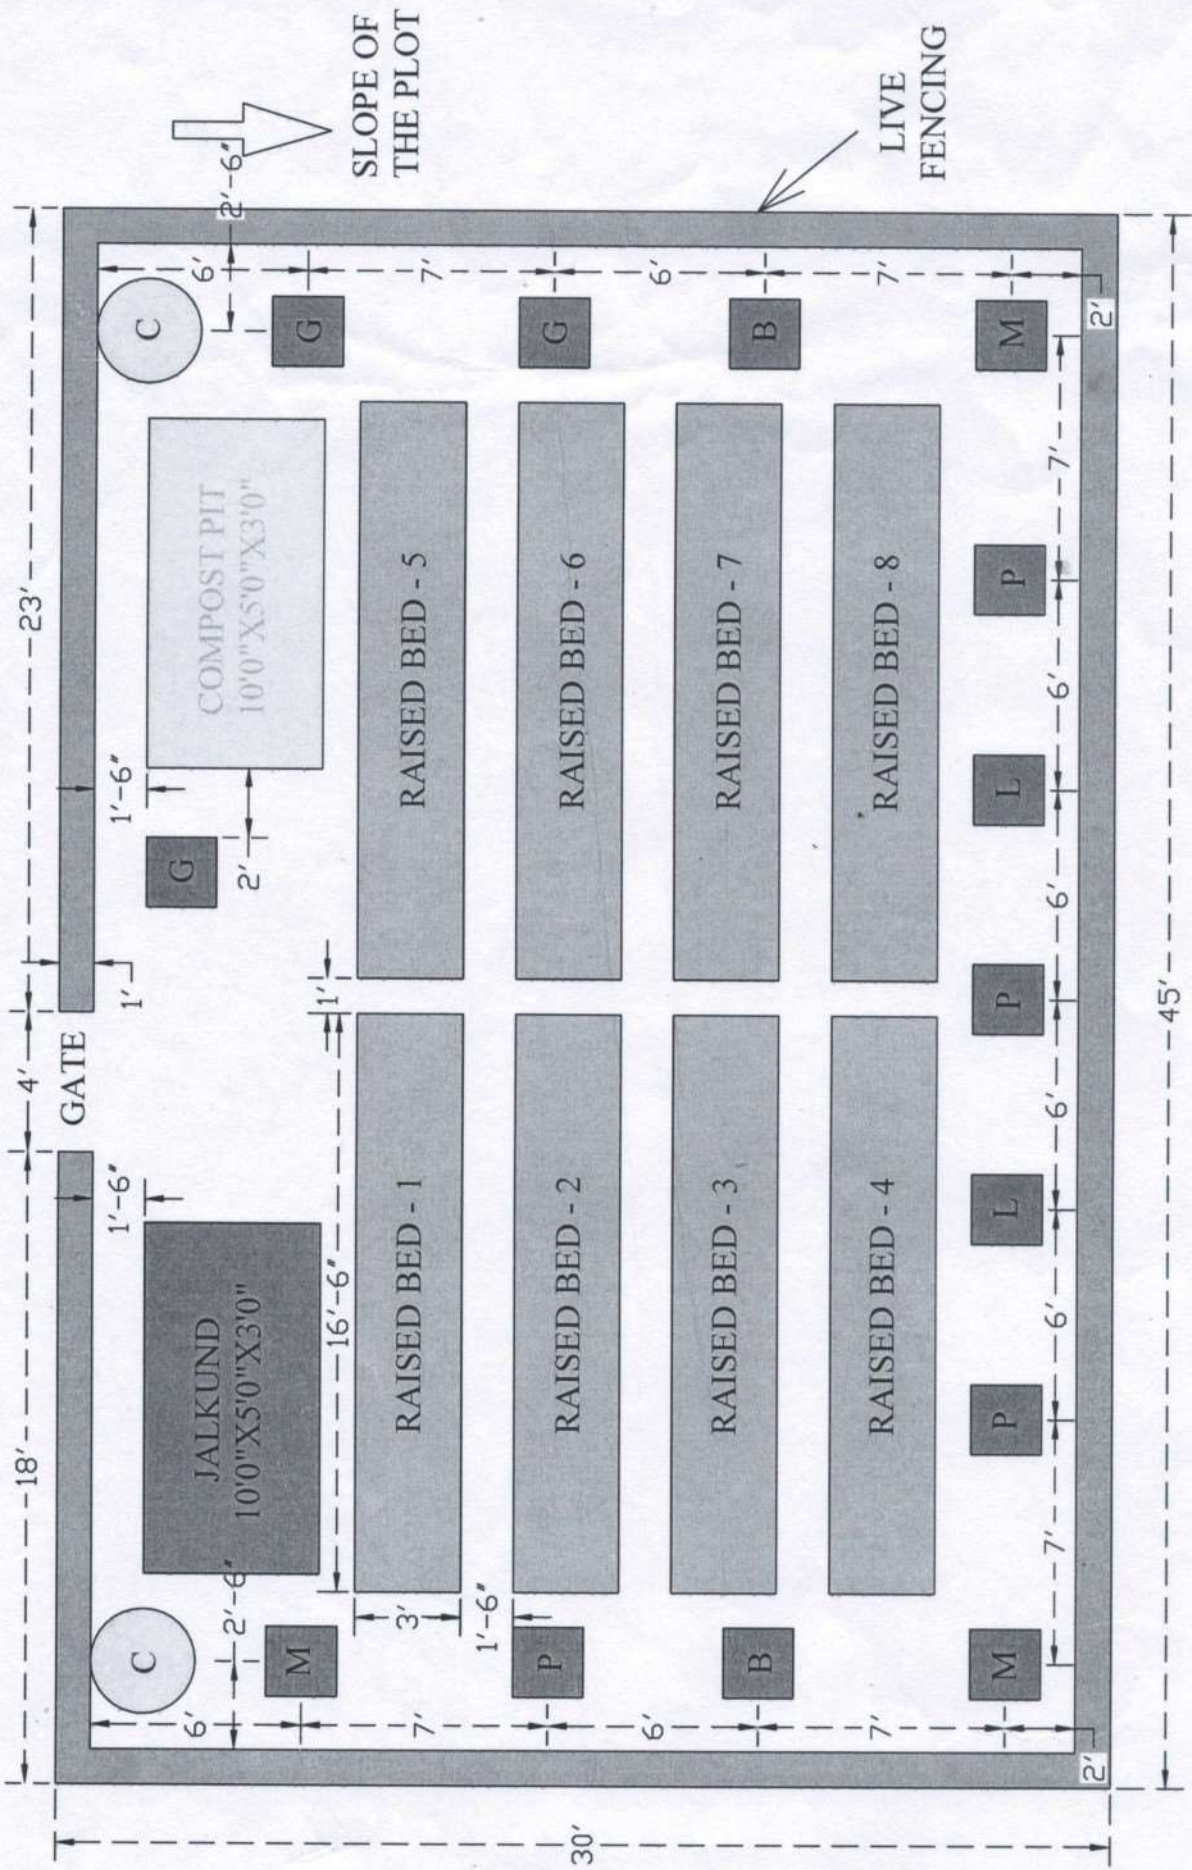 18'
4'
23'
GATE
1'
1'-6"
1'-6"
SLOPE OF
THE PLOT
C
JALKUND
10'0"X5'0"X3'0"
G
COMPOST PIT
10'0"X5'0"X3'0"
C
2'
2'-6"
2'-6"
6'
6'
M
G
16'-6"
1'
30'
3'
RAISED BED - 1
RAISED BED - 5
7'
7'
1'-6"
P
RAISED BED - 2
RAISED BED - 6
G
6'
6'
B
RAISED BED - 3
RAISED BED - 7
B
LIVE
FENCING
7'
7'
RAISED BED - 4
RAISED BED - 8
M
P
L
P
L
P
M
7'
6'
6'
6'
6'
7'
2'
2'
45'